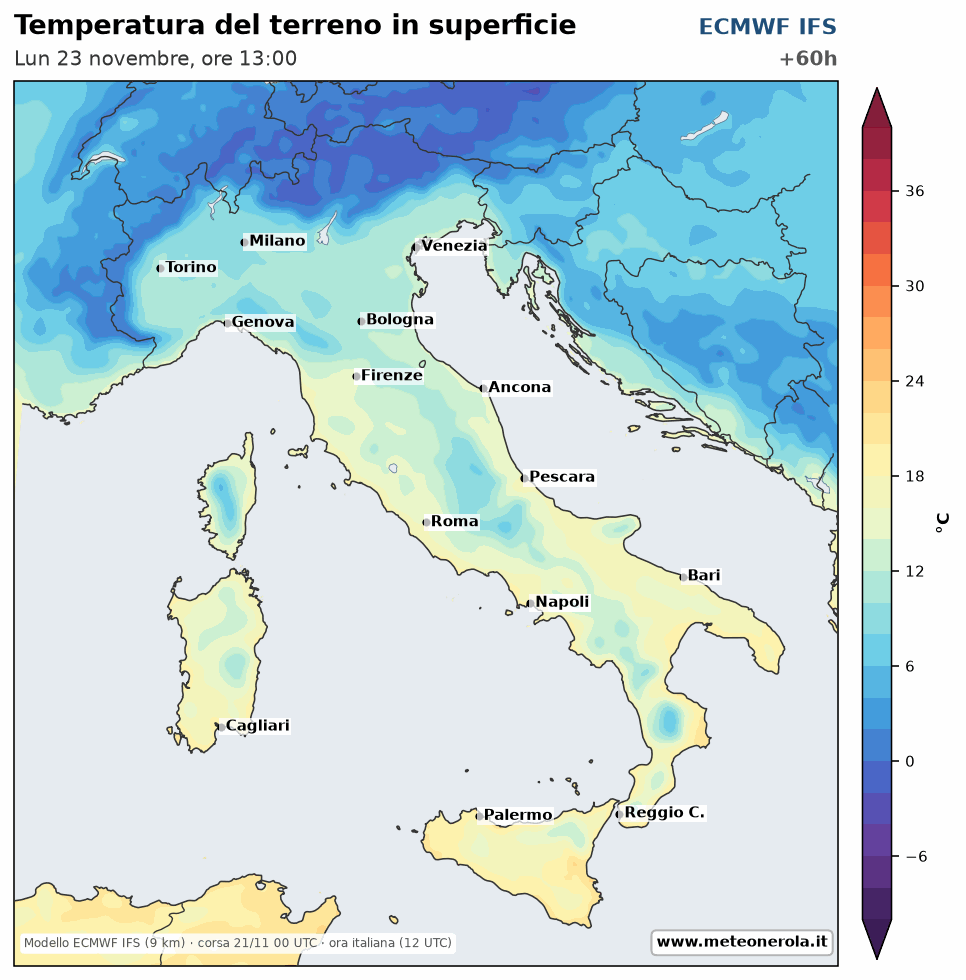 Temperatura del terreno in superficie
ECMWF IFS
Lun 23 novembre, ore 13:00
+60h
Milano
Venezia
Torino
Genova
Bologna
Firenze
Ancona
Pescara
Roma
Bari
Napoli
Cagliari
Palermo
Reggio C.
36
30
24
18
12
6
0
−6
°C
Modello ECMWF IFS (9 km) · corsa 21/11 00 UTC · ora italiana (12 UTC)
www.meteonerola.it